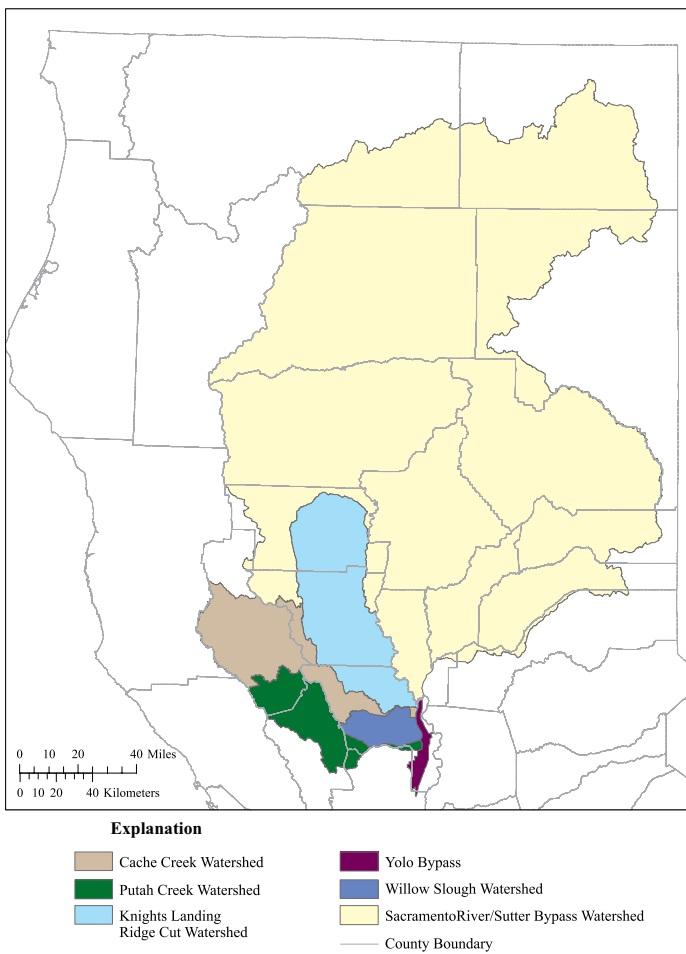 0 10 20 40 Miles
0 10 20 40 Kilometers
Explanation
Cache Creek Watershed
Putah Creek Watershed
Knights Landing
Ridge Cut Watershed
Yolo Bypass
Willow Slough Watershed
SacramentoRiver/Sutter Bypass Watershed
County Boundary